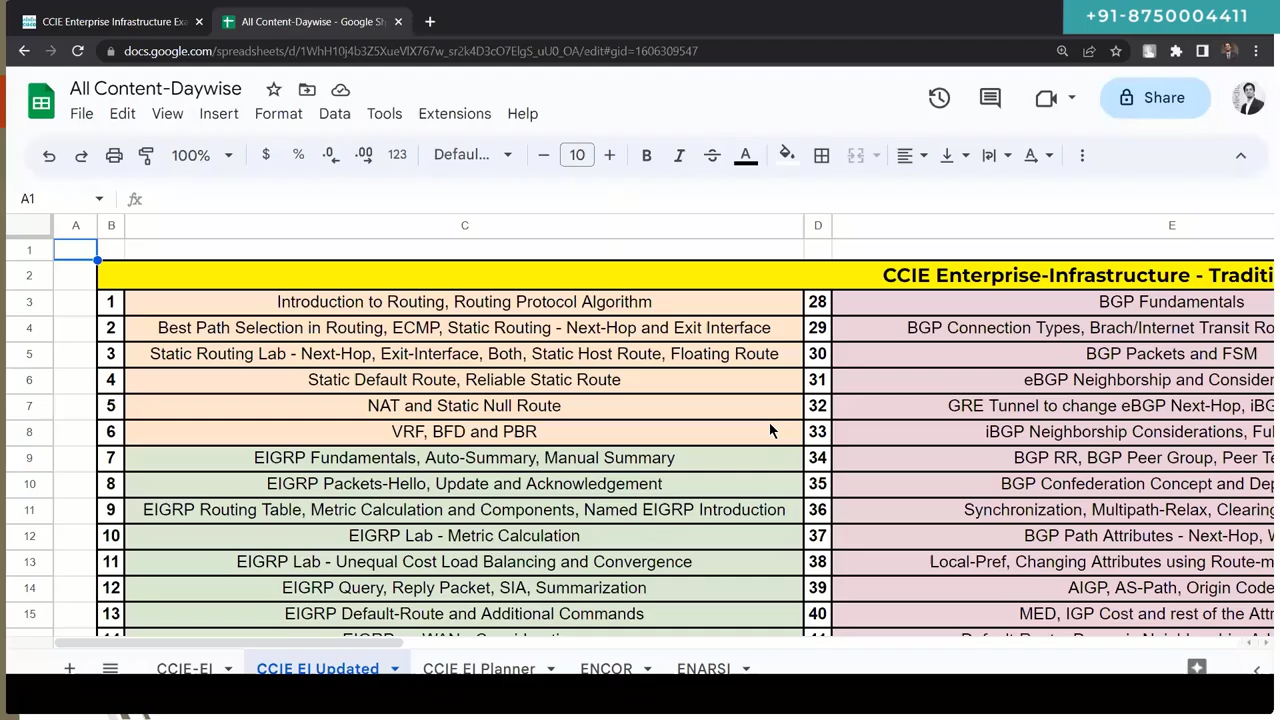 CCIE Enterprise Infrastructure Exa
All Content-Daywise - Google Sh
+91-8750004411
docs.google.com/spreadsheets/d/1WhH10j4b3Z5XueVlX767w_sr2k4D3cO7ElgS_uU0_OA/edit#gid=1606309547
All Content-Daywise
Share
File Edit View Insert Format Data Tools Extensions Help
100% $ % .0 .00 123 Defaul... 10 B I A A
A1 fx
A B C D E
1
2 CCIE Enterprise-Infrastructure - Traditi
3 1 Introduction to Routing, Routing Protocol Algorithm 28 BGP Fundamentals
4 2 Best Path Selection in Routing, ECMP, Static Routing - Next-Hop and Exit Interface 29 BGP Connection Types, Brach/Internet Transit Ro
5 3 Static Routing Lab - Next-Hop, Exit-Interface, Both, Static Host Route, Floating Route 30 BGP Packets and FSM
6 4 Static Default Route, Reliable Static Route 31 eBGP Neighborship and Consider
7 5 NAT and Static Null Route 32 GRE Tunnel to change eBGP Next-Hop, iBG
8 6 VRF, BFD and PBR 33 iBGP Neighborship Considerations, Ful
9 7 EIGRP Fundamentals, Auto-Summary, Manual Summary 34 BGP RR, BGP Peer Group, Peer Te
10 8 EIGRP Packets-Hello, Update and Acknowledgement 35 BGP Confederation Concept and Dep
11 9 EIGRP Routing Table, Metric Calculation and Components, Named EIGRP Introduction 36 Synchronization, Multipath-Relax, Clearing
12 10 EIGRP Lab - Metric Calculation 37 BGP Path Attributes - Next-Hop, W
13 11 EIGRP Lab - Unequal Cost Load Balancing and Convergence 38 Local-Pref, Changing Attributes using Route-m
14 12 EIGRP Query, Reply Packet, SIA, Summarization 39 AIGP, AS-Path, Origin Code
15 13 EIGRP Default-Route and Additional Commands 40 MED, IGP Cost and rest of the Attr
CCIE-EI CCIE EI Updated CCIE EI Planner ENCOR ENARSI